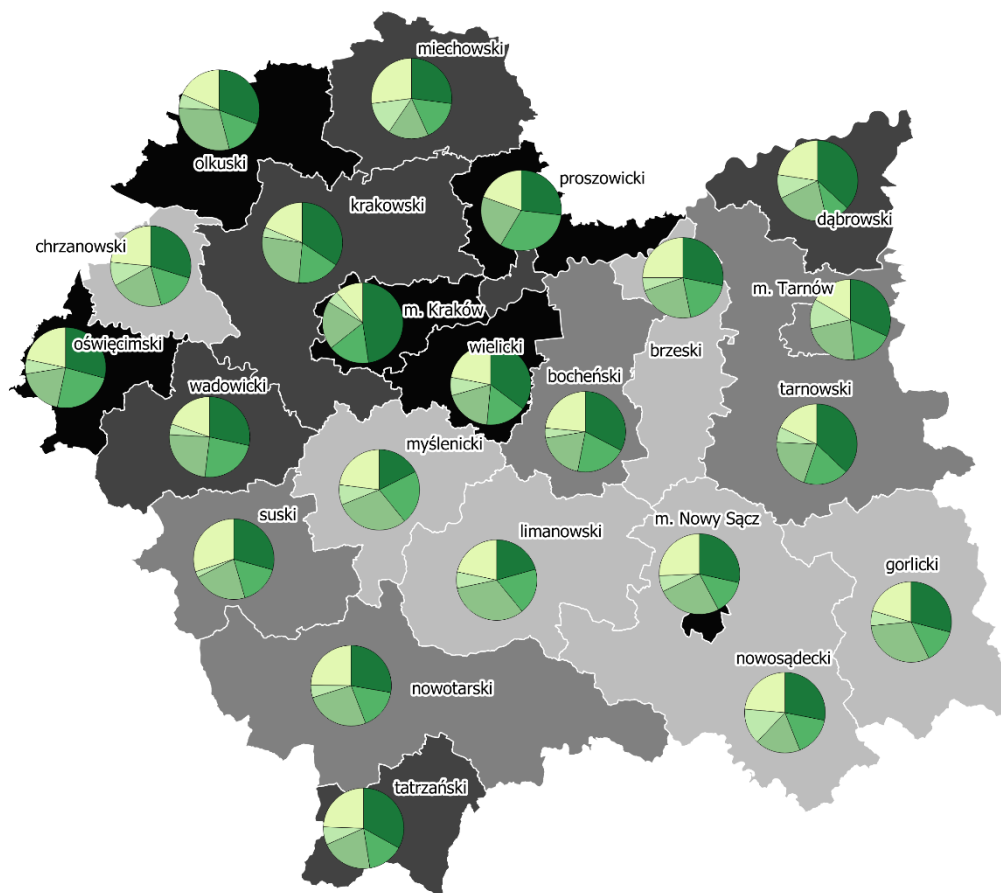 miechowski
olkuski
proszowicki
krakowski
dąbrowski
chrzanowski
m. Tarnów
m. Kraków
oświęcimski
brzeski
wielicki
bocheński
wadowicki
tarnowski
myślenicki
suski
limanowski
m. Nowy Sącz
gorlicki
nowosądecki
nowotarski
tatrzański